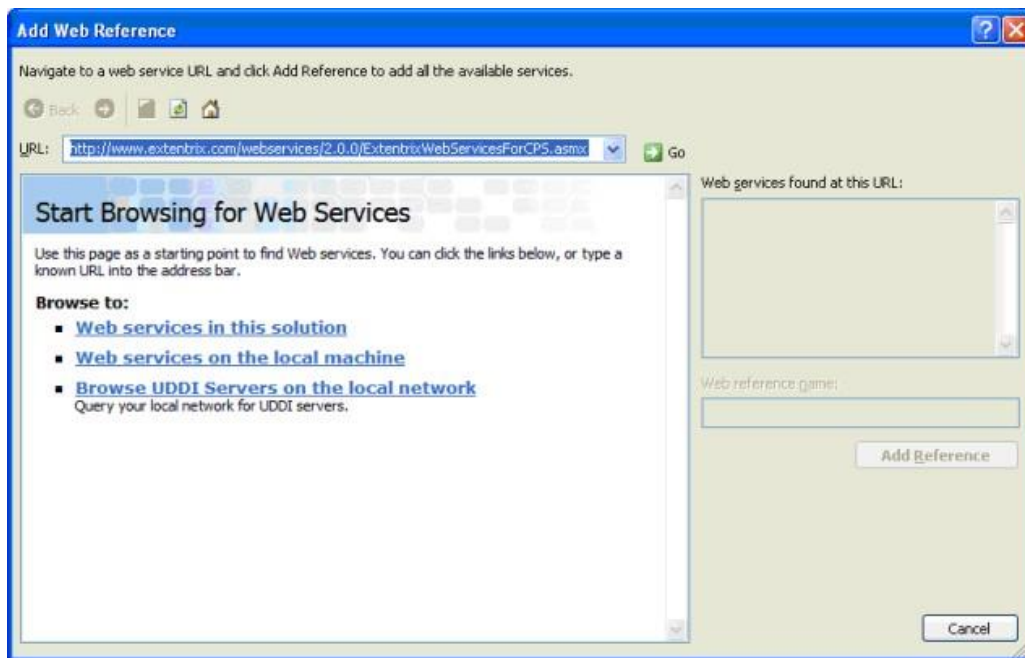 Add Web Reference
Navigate to a web service URL and click Add Reference to add all the available services.
Back
URL: http://www.extentrix.com/webservices/2.0.0/ExtentrixWebServicesForCPS.asmx Go
Start Browsing for Web Services
Use this page as a starting point to find Web services. You can click the links below, or type a
known URL into the address bar.
Browse to:
Web services in this solution
Web services on the local machine
Browse UDDI Servers on the local network
Query your local network for UDDI servers.
Web services found at this URL:
Web reference name:
Add Reference
Cancel